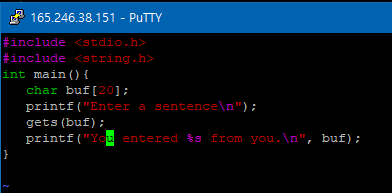 165.246.38.151 - PuTTY
#include <stdio.h>
#include <string.h>
int main(){
   char buf[20];
   printf("Enter a sentence\n");
   gets(buf);
   printf("You entered %s from you.\n", buf);
}
~